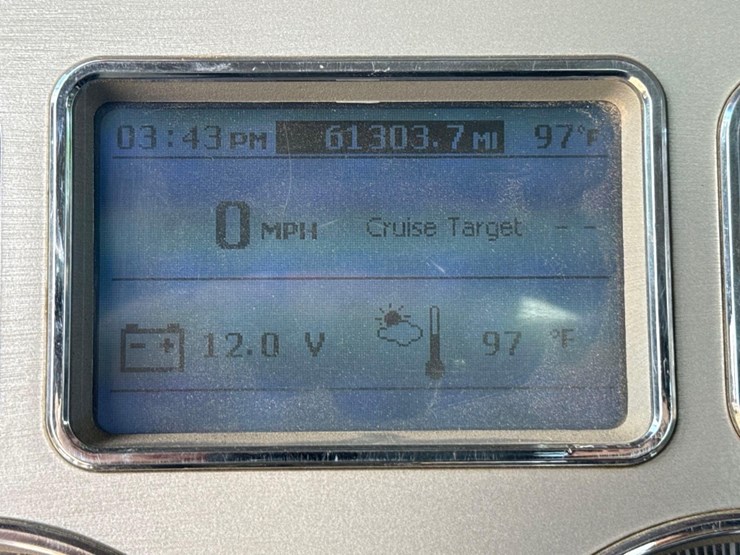 03:43 PM 61303.7 MI 97°F
0 MPH Cruise Target - -
- + 12.0 V 97 °F